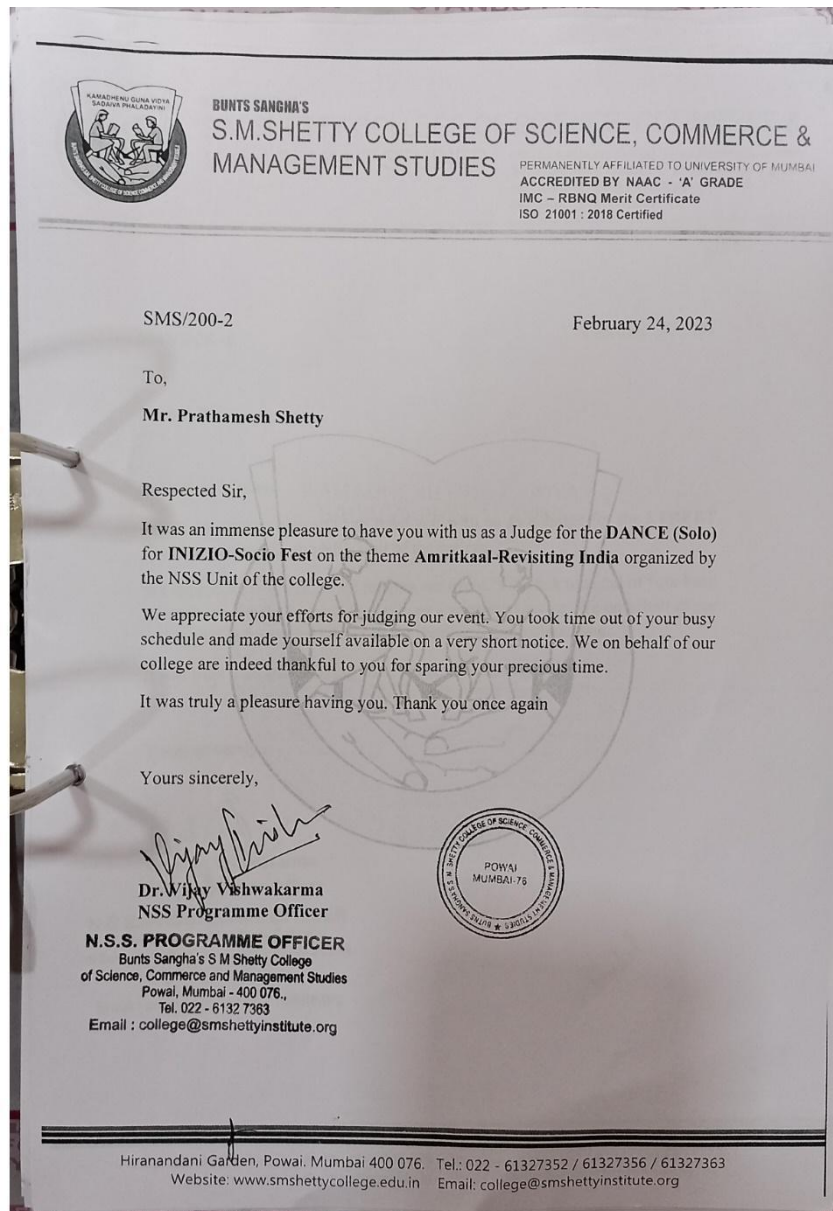 KAMADHENU GUNA VIDYA
SADAIVA PHALADAYINI
BUNTS SANGHA'S
S.M.SHETTY COLLEGE OF SCIENCE, COMMERCE &
MANAGEMENT STUDIES
PERMANENTLY AFFILIATED TO UNIVERSITY OF MUMBAI
ACCREDITED BY NAAC - 'A' GRADE
IMC – RBNQ Merit Certificate
ISO 21001 : 2018 Certified
SMS/200-2
February 24, 2023
To,
Mr. Prathamesh Shetty
Respected Sir,
It was an immense pleasure to have you with us as a Judge for the DANCE (Solo)
for INIZIO-Socio Fest on the theme Amritkaal-Revisiting India organized by
the NSS Unit of the college.
We appreciate your efforts for judging our event. You took time out of your busy
schedule and made yourself available on a very short notice. We on behalf of our
college are indeed thankful to you for sparing your precious time.
It was truly a pleasure having you. Thank you once again
Yours sincerely,
Dr. Vijay Vishwakarma
NSS Programme Officer
N.S.S. PROGRAMME OFFICER
Bunts Sangha's S M Shetty College
of Science, Commerce and Management Studies
Powai, Mumbai - 400 076.,
Tel. 022 - 6132 7363
Email : college@smshettyinstitute.org
POWAI
MUMBAI-76
Hiranandani Garden, Powai. Mumbai 400 076. Tel.: 022 - 61327352 / 61327356 / 61327363
Website: www.smshettycollege.edu.in Email: college@smshettyinstitute.org